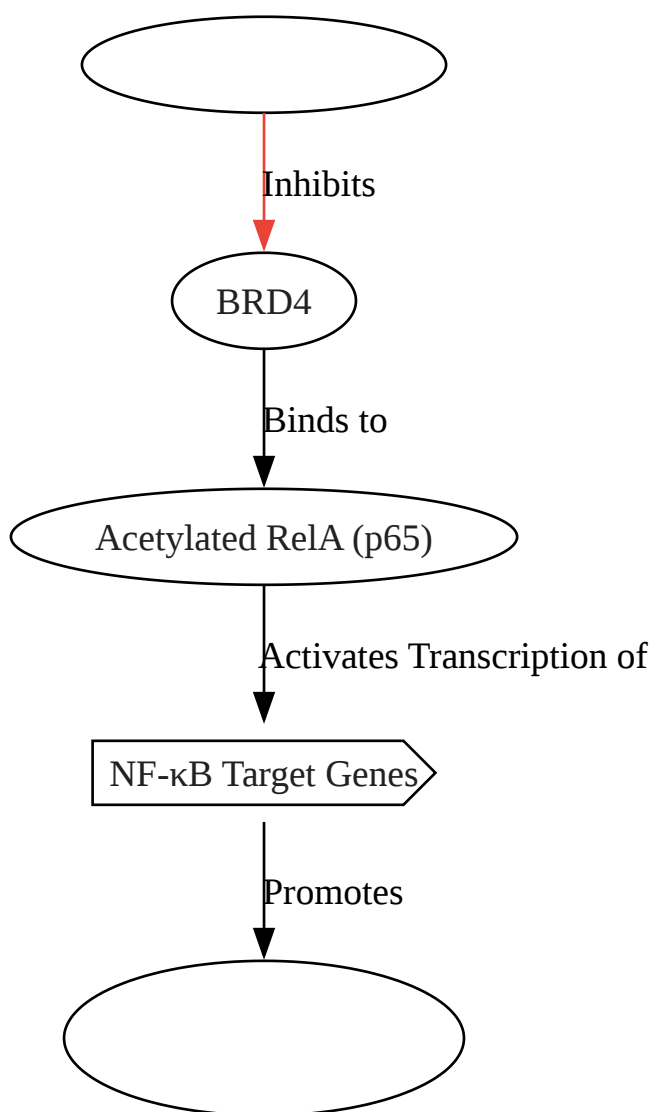 Inhibits
BRD4
Binds to
Acetylated RelA (p65)
Activates Transcription of
NF-κB Target Genes
Promotes